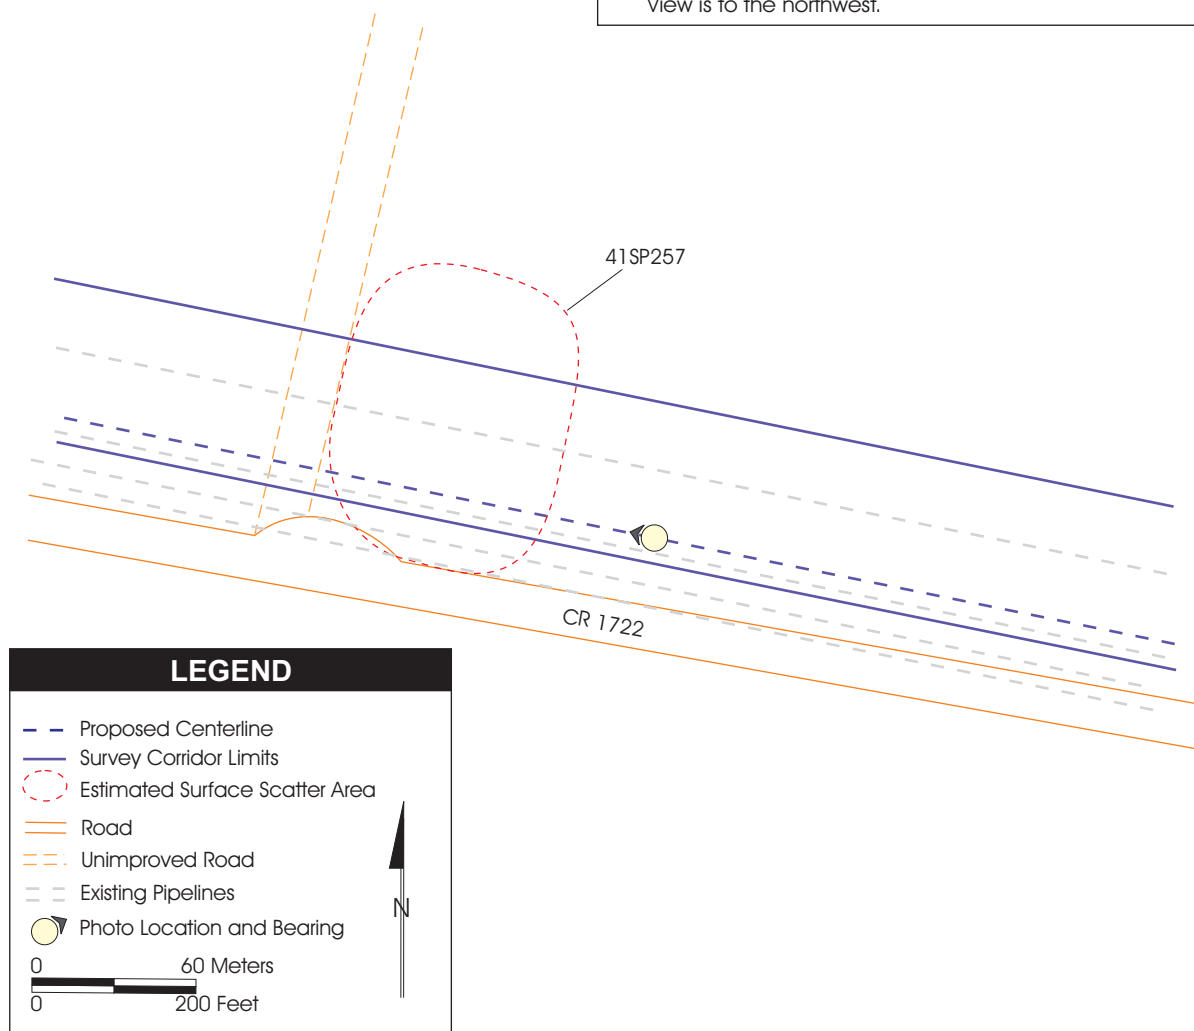 View is to the northwest.
41SP257
CR 1722
LEGEND
Proposed Centerline
Survey Corridor Limits
Estimated Surface Scatter Area
Road
Unimproved Road
Existing Pipelines
Photo Location and Bearing
N
0 60 Meters
0 200 Feet